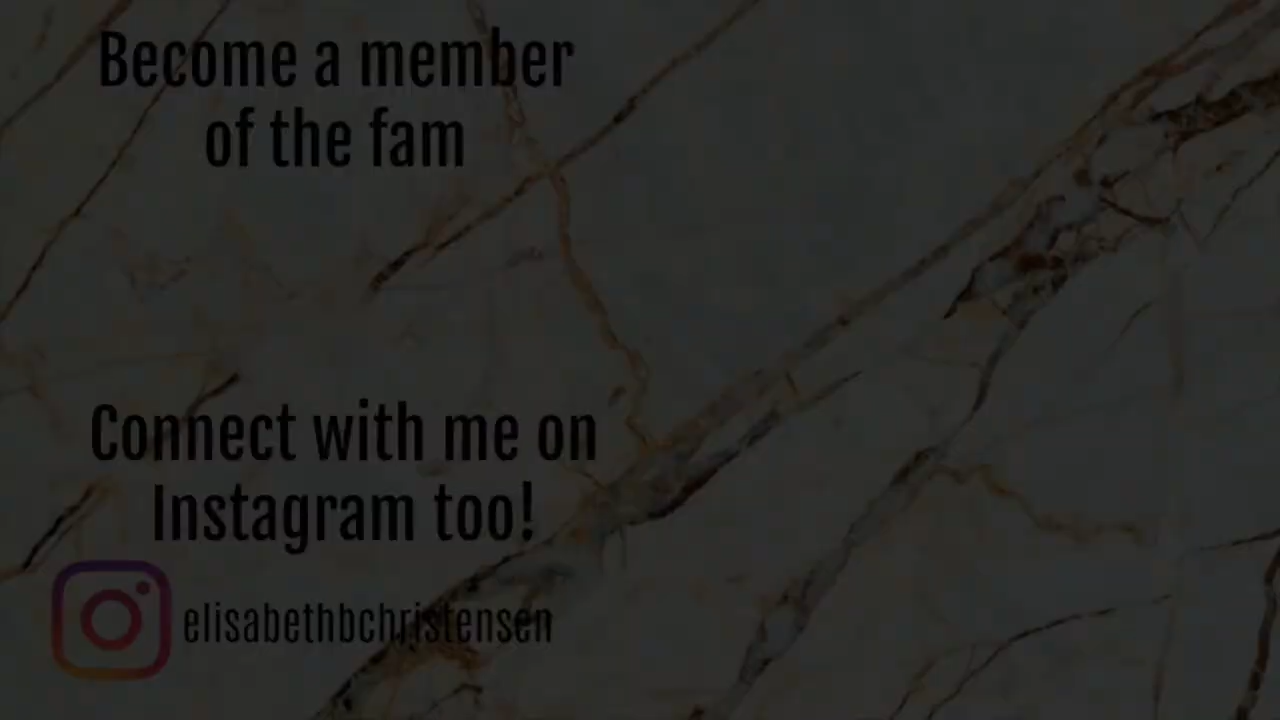 Become a member
of the fam
Connect with me on
Instagram too!
elisabethbchristensen